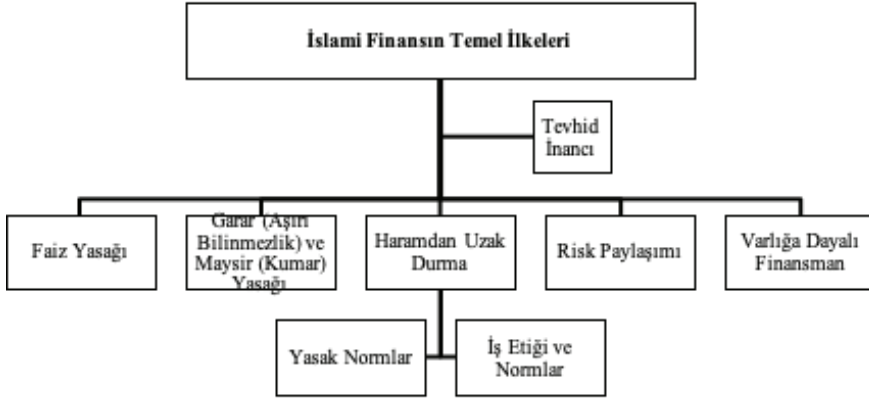 İslami Finansın Temel İlkeleri
Tevhid
İnancı
Faiz Yasağı
Garar (Aşırı
Bilinmezlik) ve
Maysir (Kumar)
Yasağı
Haramdan Uzak
Durma
Risk Paylaşımı
Varlığa Dayalı
Finansman
Yasak Normlar
İş Etiği ve
Normlar